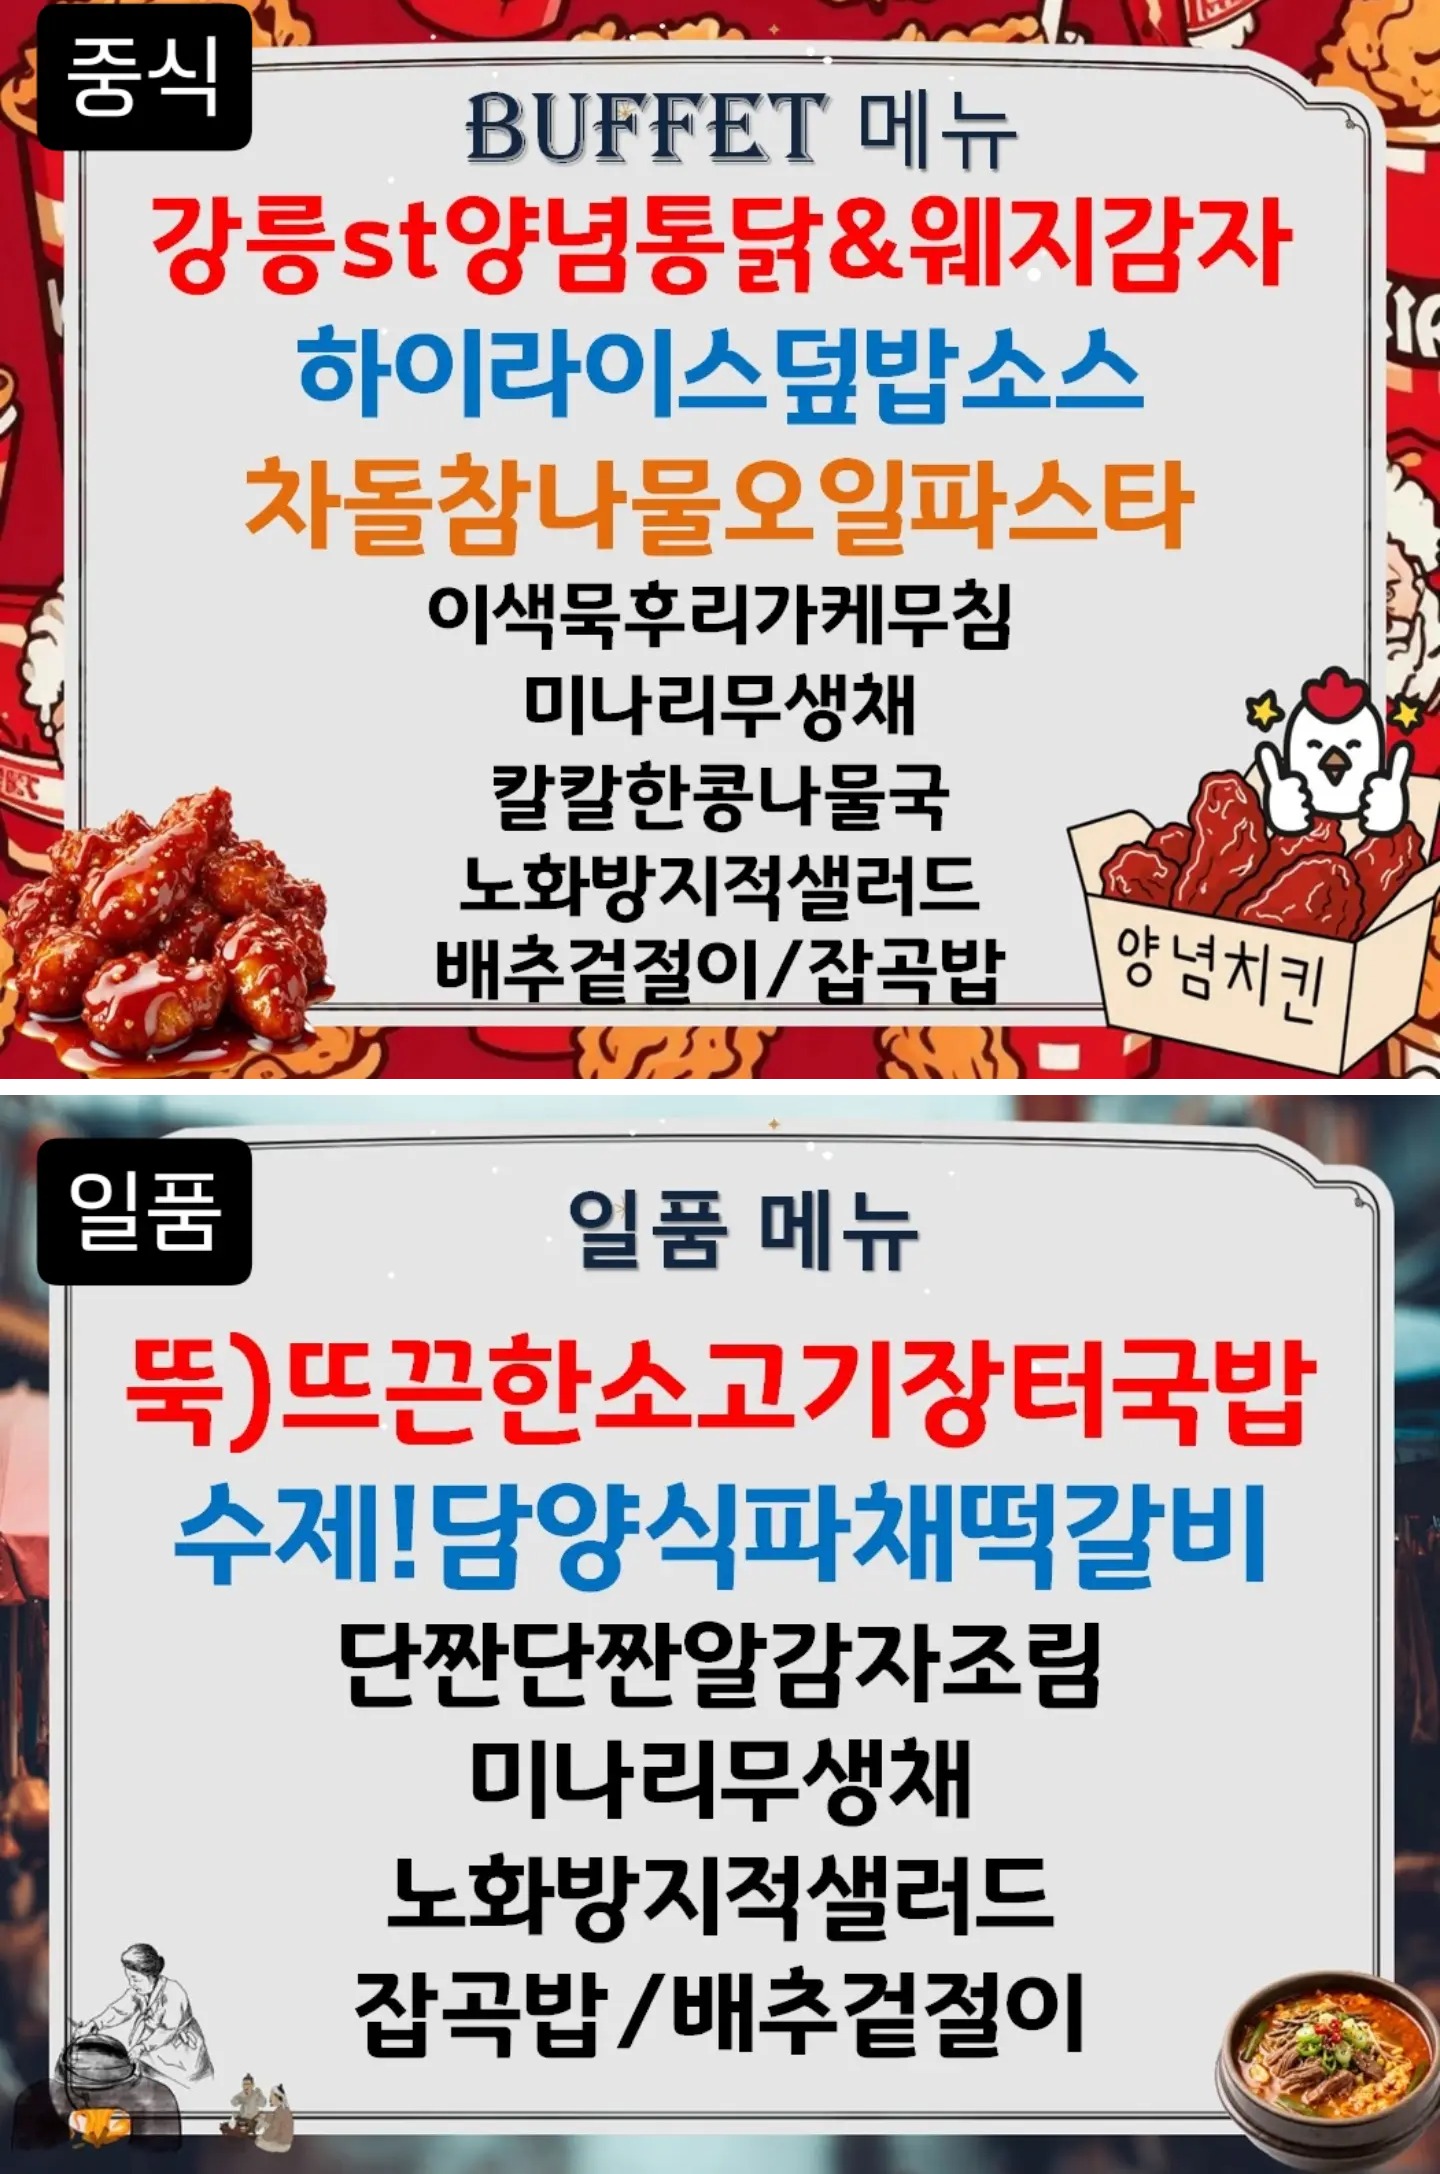 중식
BUFFET 메뉴
강릉st양념통닭&웨지감자
하이라이스덮밥소스
차돌참나물오일파스타
이색묵후리가케무침
미나리무생채
칼칼한콩나물국
노화방지적샐러드
배추겉절이/잡곡밥
양념치킨
일품
일품 메뉴
뚝)뜨끈한소고기장터국밥
수제!담양식파채떡갈비
단짠단짠알감자조림
미나리무생채
노화방지적샐러드
잡곡밥/배추겉절이